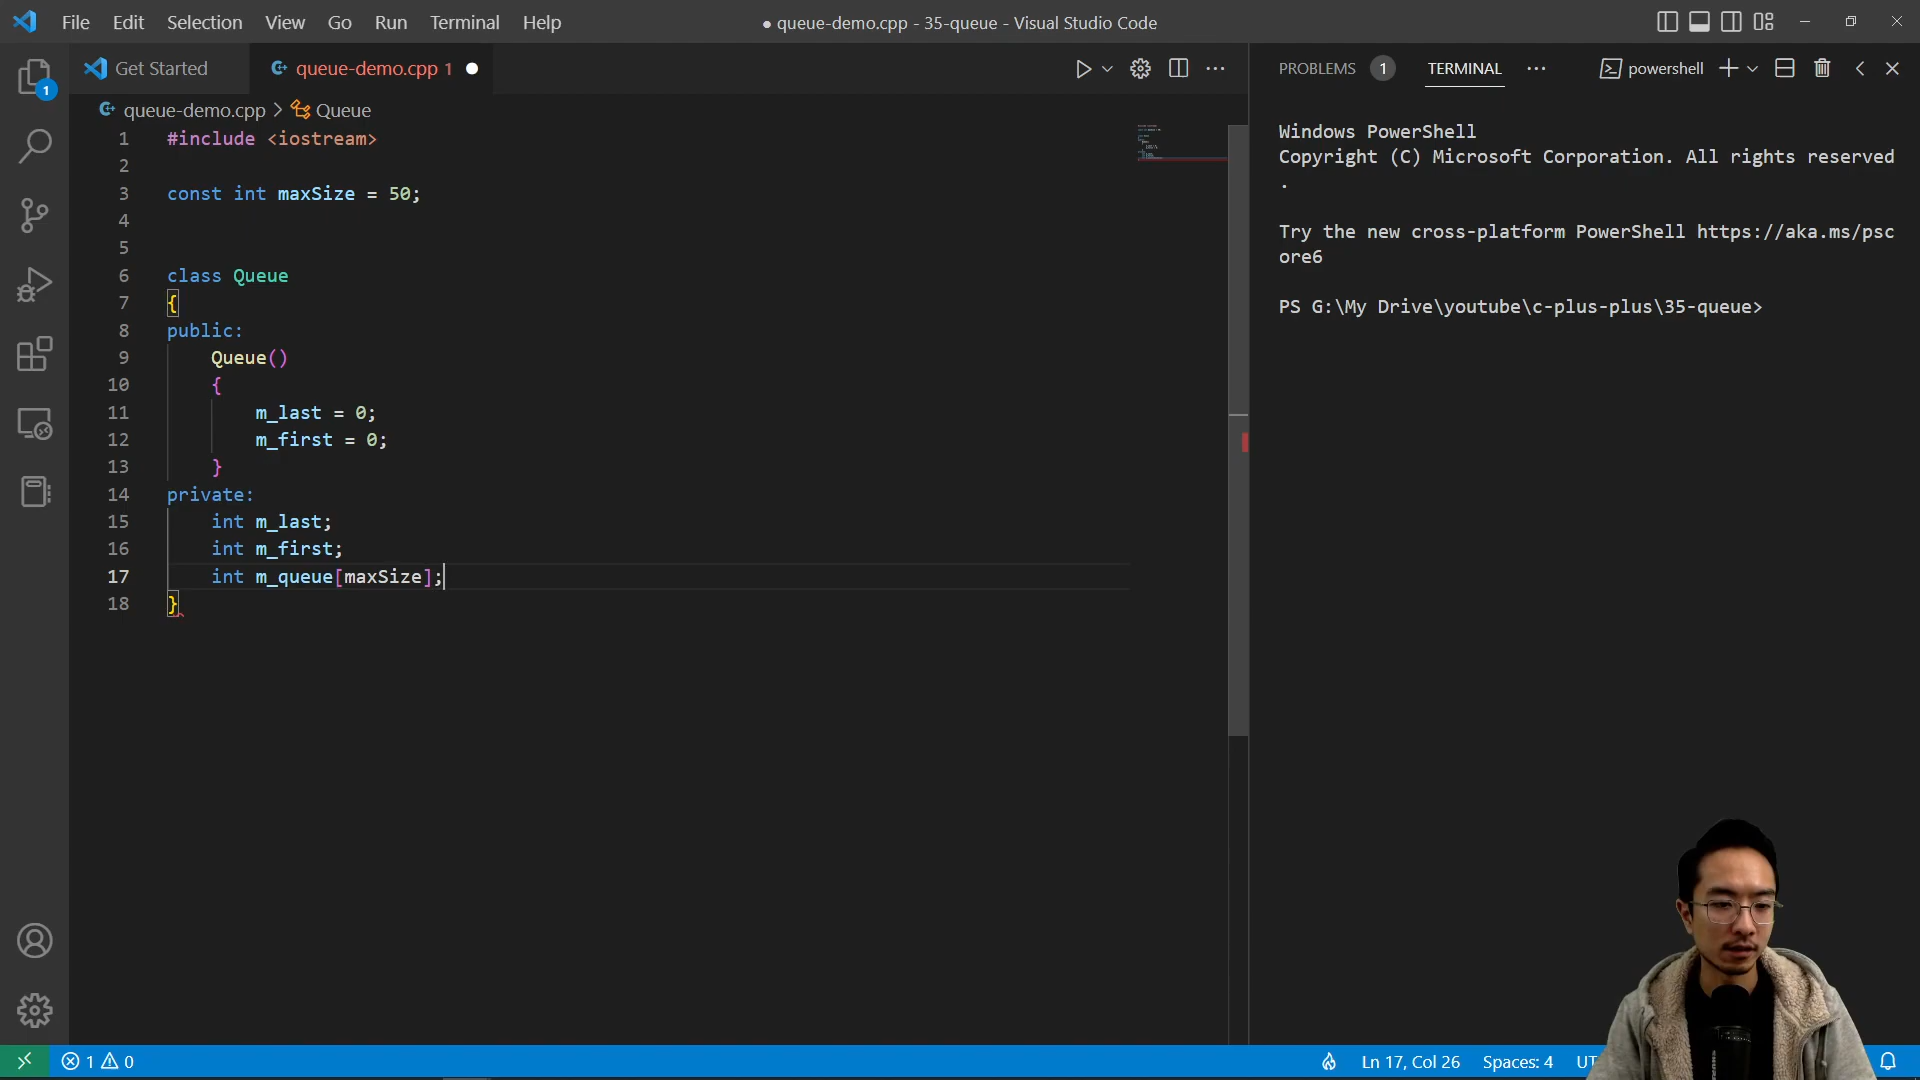 File Edit Selection View Go Run Terminal Help
● queue-demo.cpp - 35-queue - Visual Studio Code
Get Started
queue-demo.cpp 1 ●
PROBLEMS 1 TERMINAL ··· powershell
1
queue-demo.cpp > Queue
1 #include <iostream>
2
3 const int maxSize = 50;
4
5
6 class Queue
7 {
8 public:
9 Queue()
10 {
11 m_last = 0;
12 m_first = 0;
13 }
14 private:
15 int m_last;
16 int m_first;
17 int m_queue[maxSize];
18 }
Windows PowerShell
Copyright (C) Microsoft Corporation. All rights reserved
.
Try the new cross-platform PowerShell https://aka.ms/psc
ore6
PS G:\My Drive\youtube\c-plus-plus\35-queue>
1 0
Ln 17, Col 26 Spaces: 4 UT